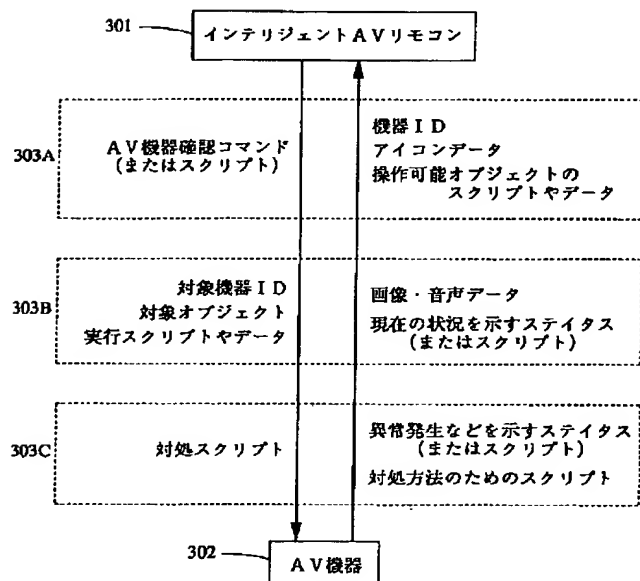 301
インテリジェントAVリモコン
303A
AV機器確認コマンド
(またはスクリプト)
機器ID
アイコンデータ
操作可能オブジェクトの
スクリプトやデータ
303B
対象機器ID
対象オブジェクト
実行スクリプトやデータ
画像・音声データ
現在の状況を示すステイタス
(またはスクリプト)
303C
対処スクリプト
異常発生などを示すステイタス
(またはスクリプト)
対処方法のためのスクリプト
302
AV機器